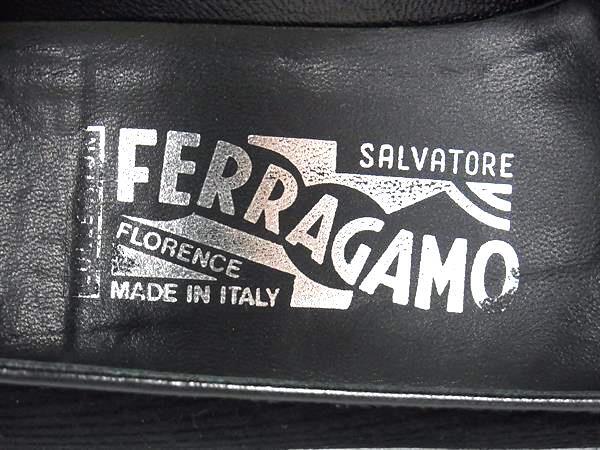 SALVATORE
FERRAGAMO
FLORENCE
MADE IN ITALY